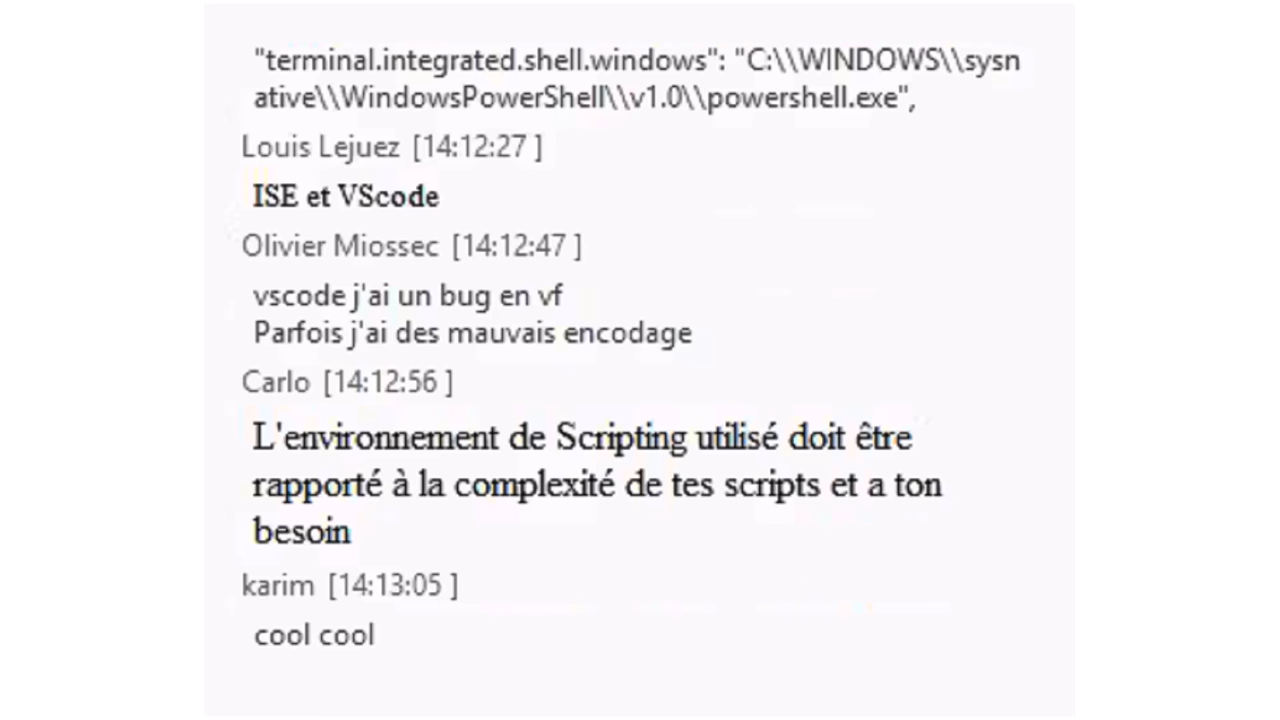 "terminal.integrated.shell.windows": "C:\\WINDOWS\\sysn
ative\\WindowsPowerShell\\v1.0\\powershell.exe",
Louis Lejuez [14:12:27 ]
ISE et VScode
Olivier Miossec [14:12:47 ]
vscode j'ai un bug en vf
Parfois j'ai des mauvais encodage
Carlo [14:12:56 ]
L'environnement de Scripting utilisé doit être
rapporté à la complexité de tes scripts et a ton
besoin
karim [14:13:05 ]
cool cool